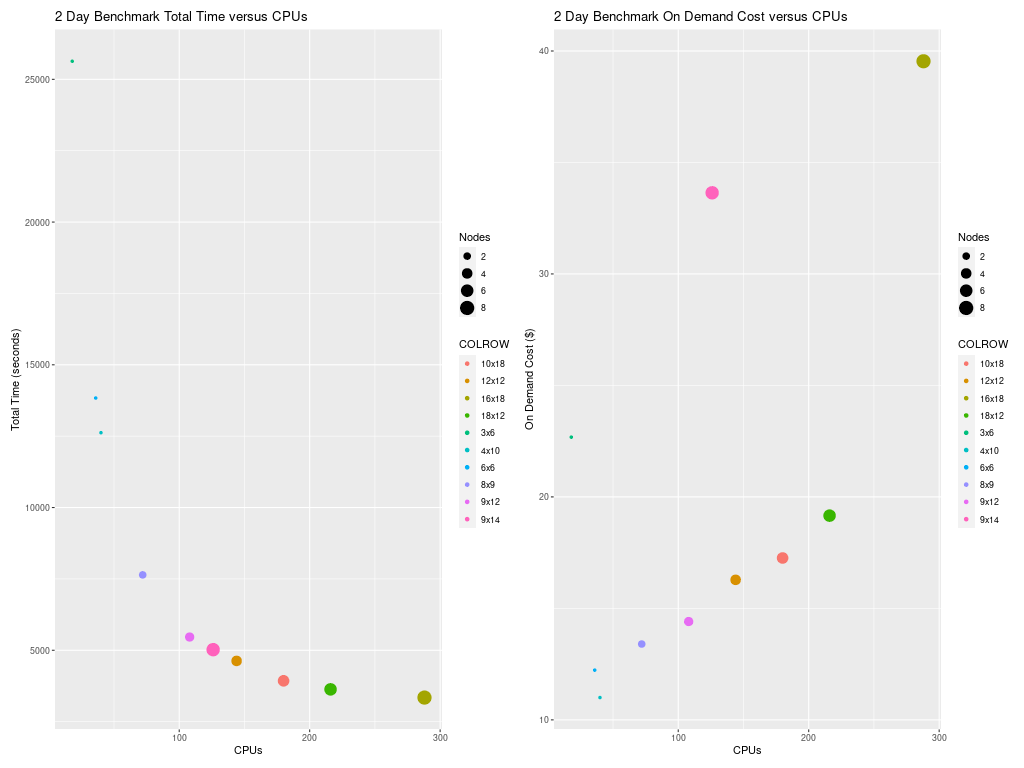 2 Day Benchmark Total Time versus CPUs
Total Time (seconds)
25000
20000
15000
10000
5000
100
200
300
CPUs
Nodes
2
4
6
8
COLROW
10x18
12x12
16x18
18x12
3x6
4x10
6x6
8x9
9x12
9x14
2 Day Benchmark On Demand Cost versus CPUs
On Demand Cost ($)
40
30
20
10
100
200
300
CPUs
Nodes
2
4
6
8
COLROW
10x18
12x12
16x18
18x12
3x6
4x10
6x6
8x9
9x12
9x14